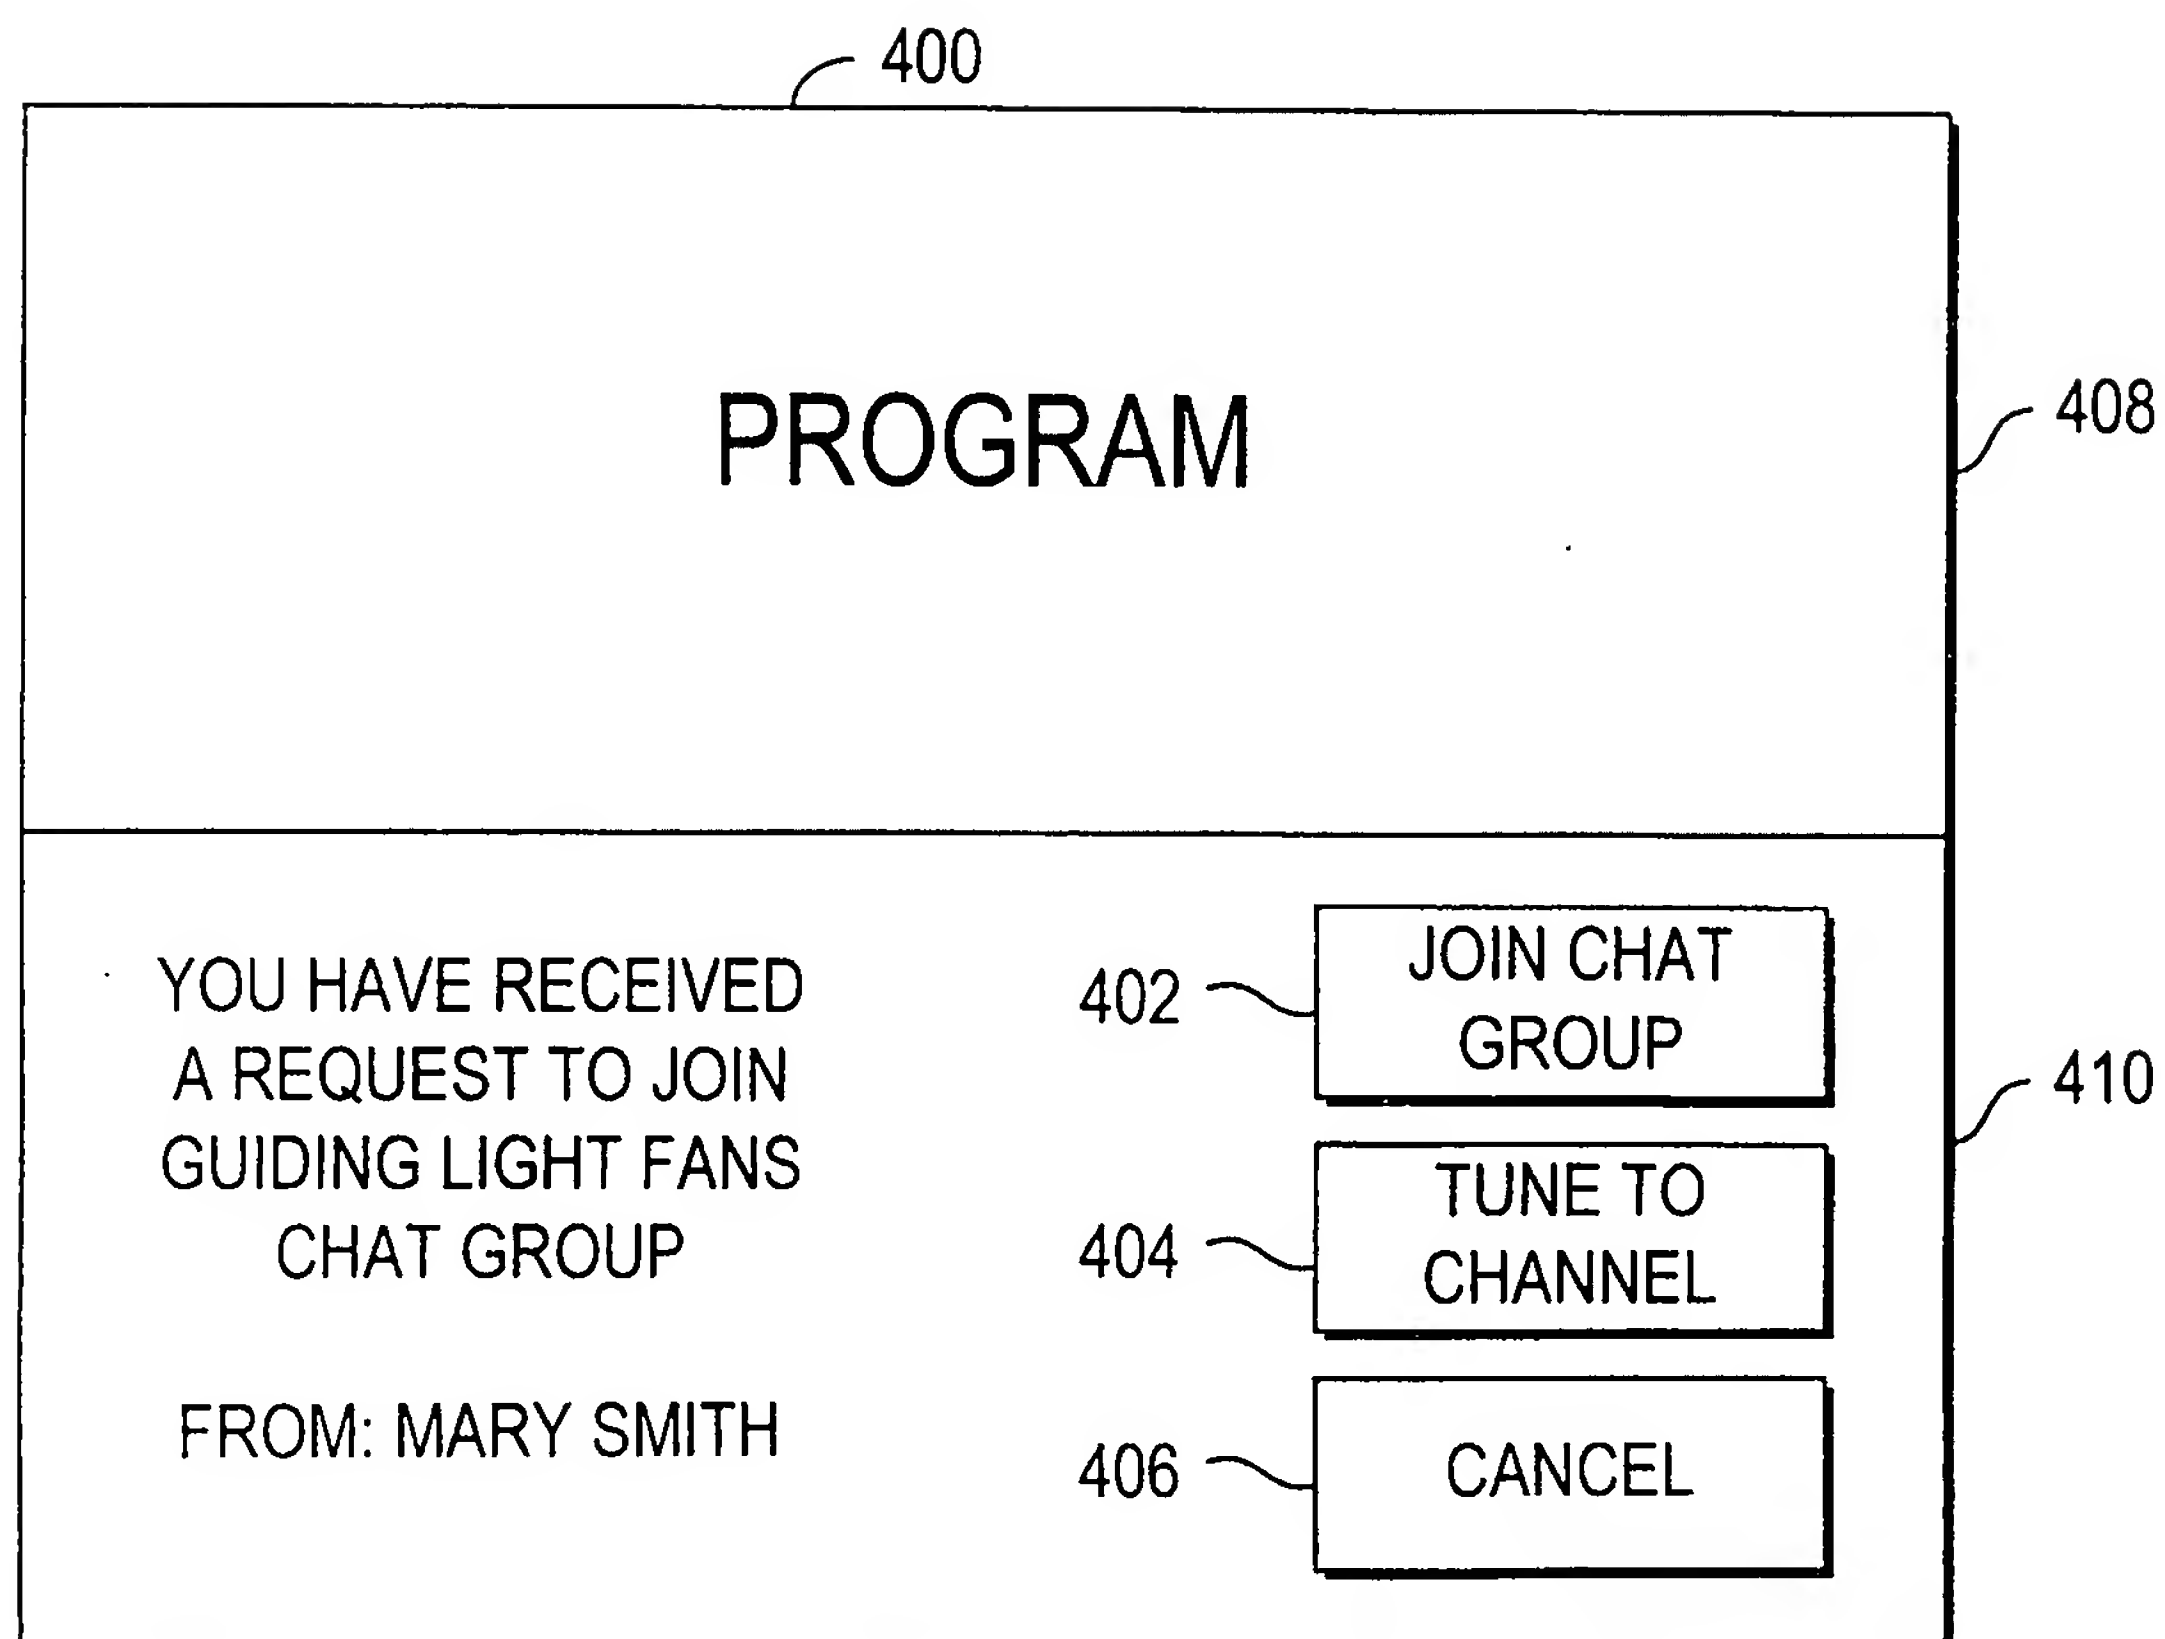 400
PROGRAM
408
YOU HAVE RECEIVED
A REQUEST TO JOIN
GUIDING LIGHT FANS
CHAT GROUP
FROM: MARY SMITH
402
JOIN CHAT
GROUP
410
404
TUNE TO
CHANNEL
406
CANCEL